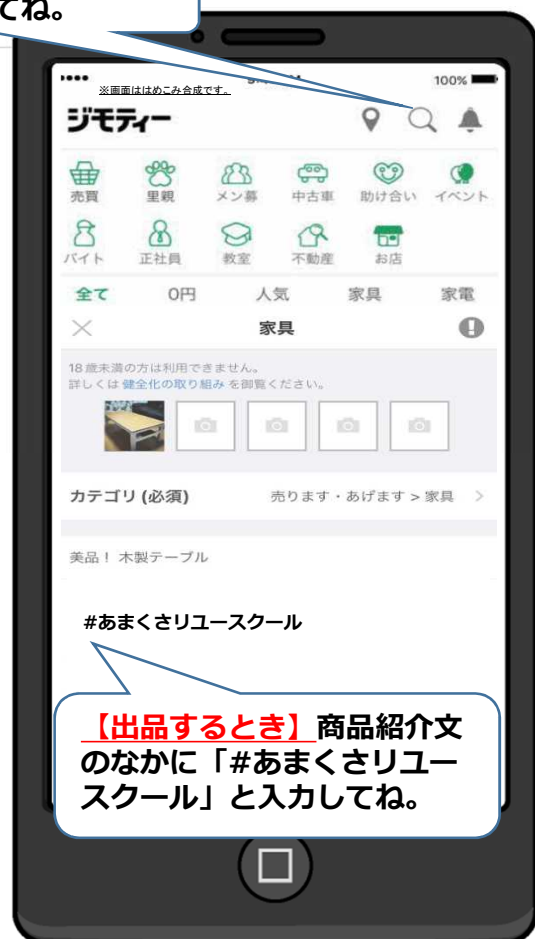 てね。
※画面ははめこみ合成です。
100%
ジモティー
売買 里親 メン募 中古車 助け合い イベント
バイト 正社員 教室 不動産 お店
全て 0円 人気 家具 家電
家具
18歳未満の方は利用できません。
詳しくは 健全化の取り組み を御覧ください。
カテゴリ (必須) 売ります・あげます > 家具 >
美品! 木製テーブル
#あまくさリユースクール
【出品するとき】商品紹介文
のなかに「#あまくさリユー
スクール」と入力してね。